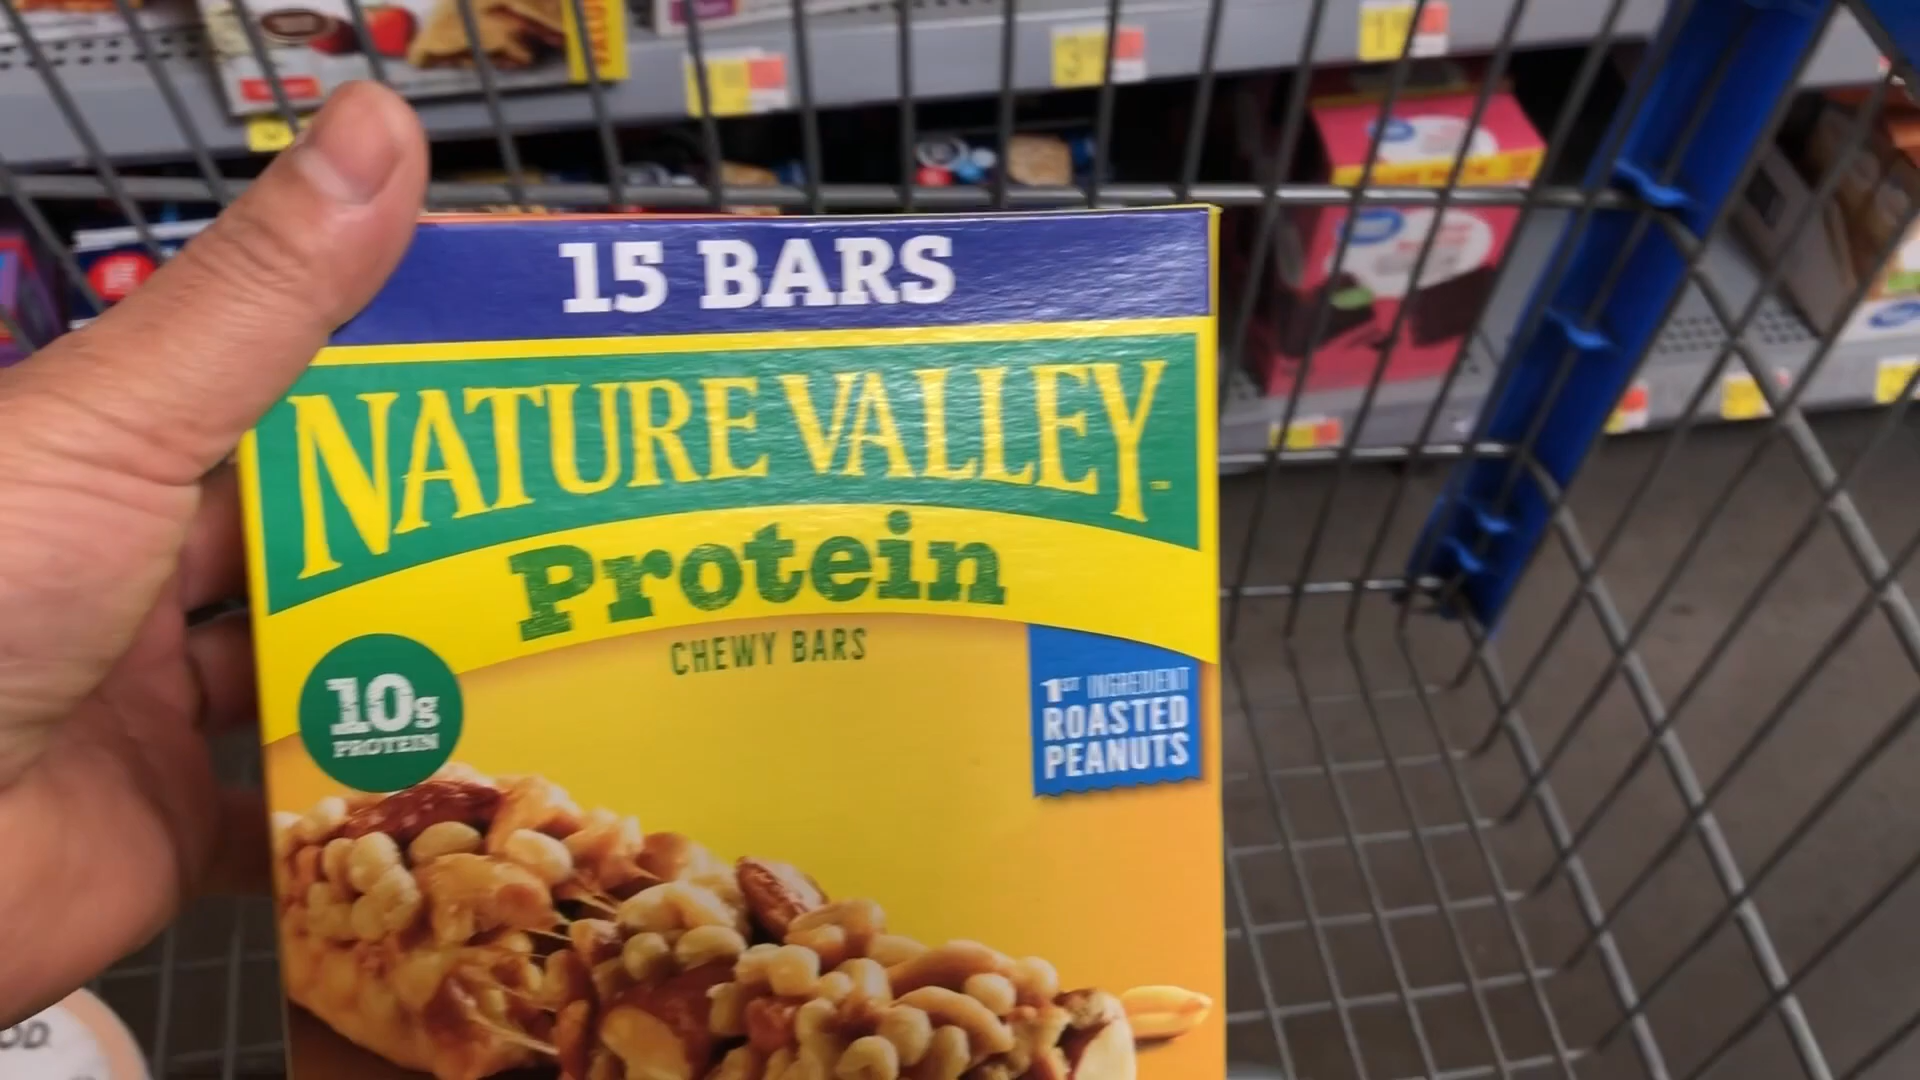 15 BARS
NATURE VALLEY
Protein
CHEWY BARS
10g
PROTEIN
1ST INGREDIENT
ROASTED
PEANUTS